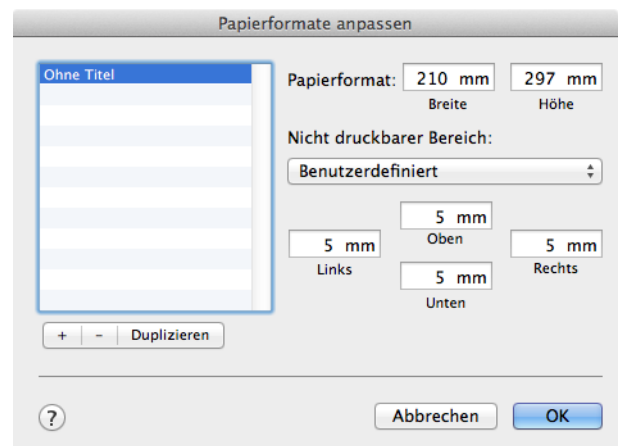 Papierformate anpassen
Ohne Titel
Papierformat: 210 mm 297 mm
Breite Höhe
Nicht druckbarer Bereich:
Benutzerdefiniert
5 mm
Oben
5 mm 5 mm
Links Rechts
5 mm
Unten
+ - Duplizieren
? Abbrechen OK